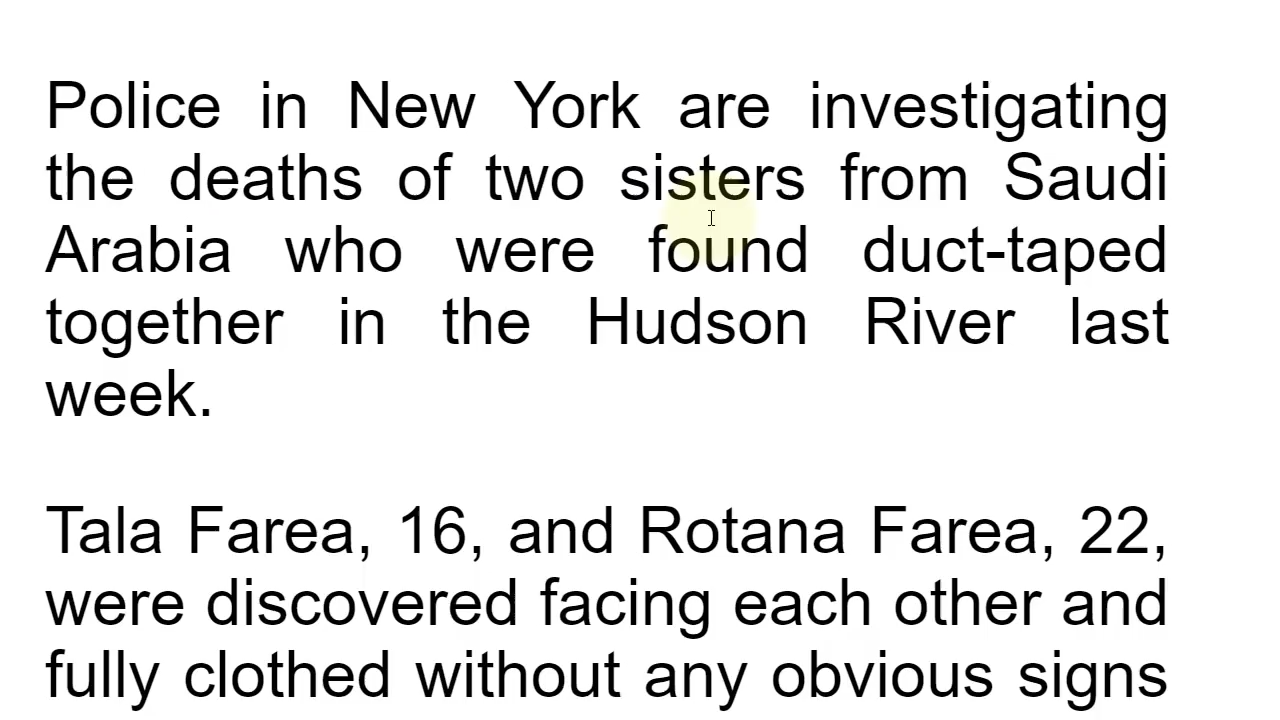 Police in New York are investigating
the deaths of two sisters from Saudi
Arabia who were found duct-taped
together in the Hudson River last
week.
Tala Farea, 16, and Rotana Farea, 22,
were discovered facing each other and
fully clothed without any obvious signs